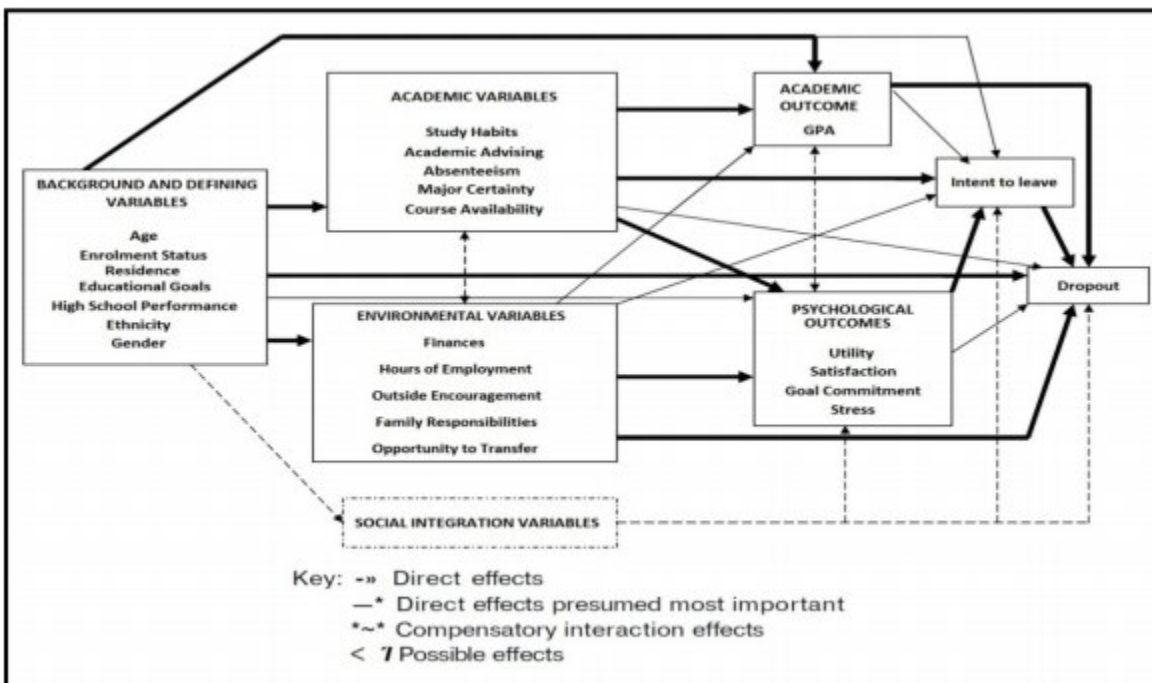 ACADEMIC VARIABLES
Study Habits
Academic Advising
Absenteeism
Major Certainty
Course Availability
ACADEMIC
OUTCOME
GPA
BACKGROUND AND DEFINING
VARIABLES
Age
Enrolment Status
Residence
Educational Goals
High School Performance
Ethnicity
Gender
Intent to leave
Dropout
ENVIRONMENTAL VARIABLES
Finances
Hours of Employment
Outside Encouragement
Family Responsibilities
Opportunity to Transfer
PSYCHOLOGICAL
OUTCOMES
Utility
Satisfaction
Goal Commitment
Stress
SOCIAL INTEGRATION VARIABLES
Key: -» Direct effects
—* Direct effects presumed most important
*~* Compensatory interaction effects
< 7 Possible effects